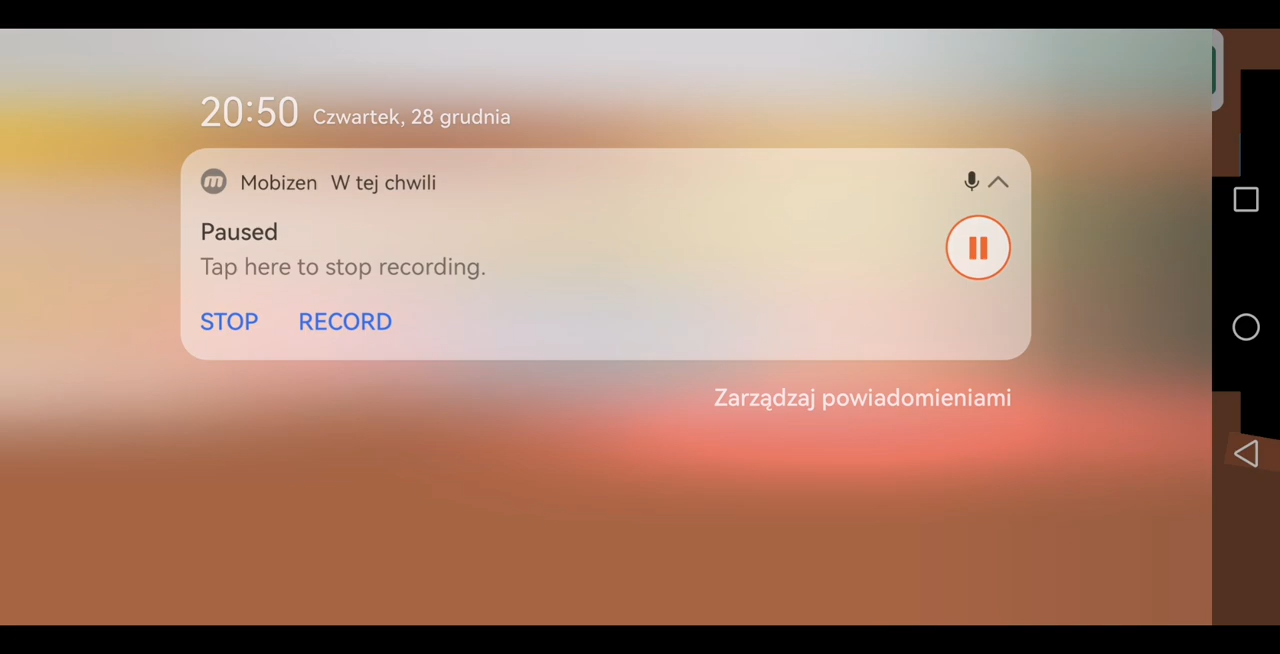 20:50 Czwartek, 28 grudnia
Mobizen W tej chwili
Paused
Tap here to stop recording.
STOP RECORD
Zarządzaj powiadomieniami